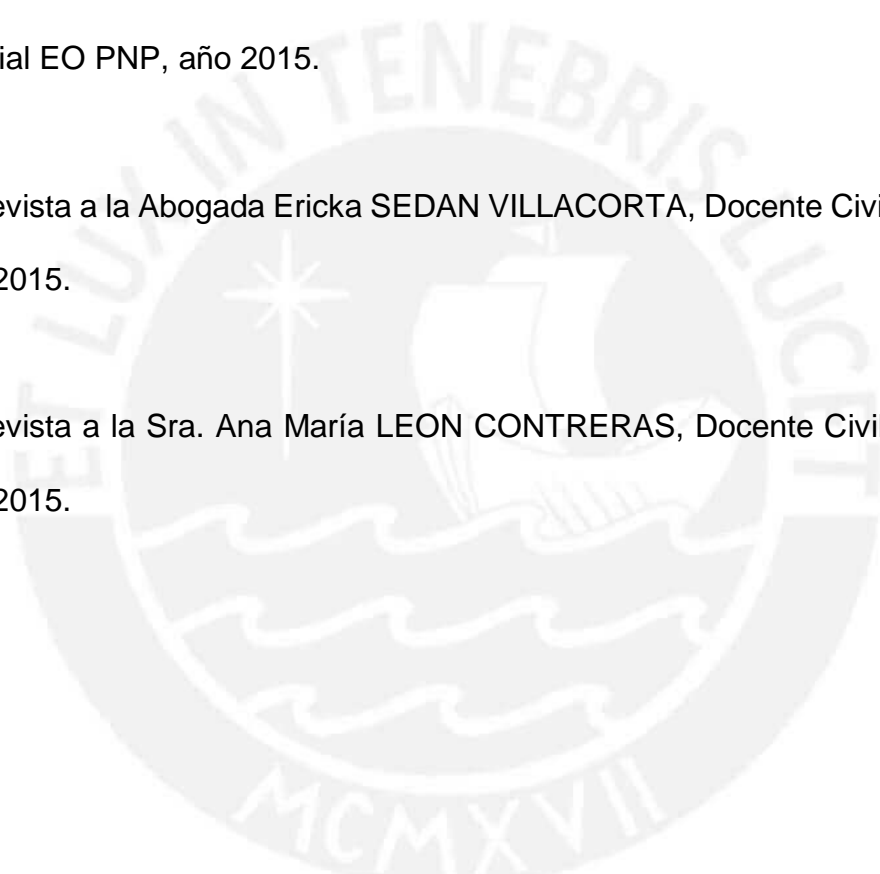 ial EO PNP, año 2015.
evista a la Abogada Ericka SEDAN VILLACORTA, Docente Civi
2015.
evista a la Sra. Ana María LEON CONTRERAS, Docente Civi
2015.
ET LUX IN TENEBRIS LUCET
MCMXVII